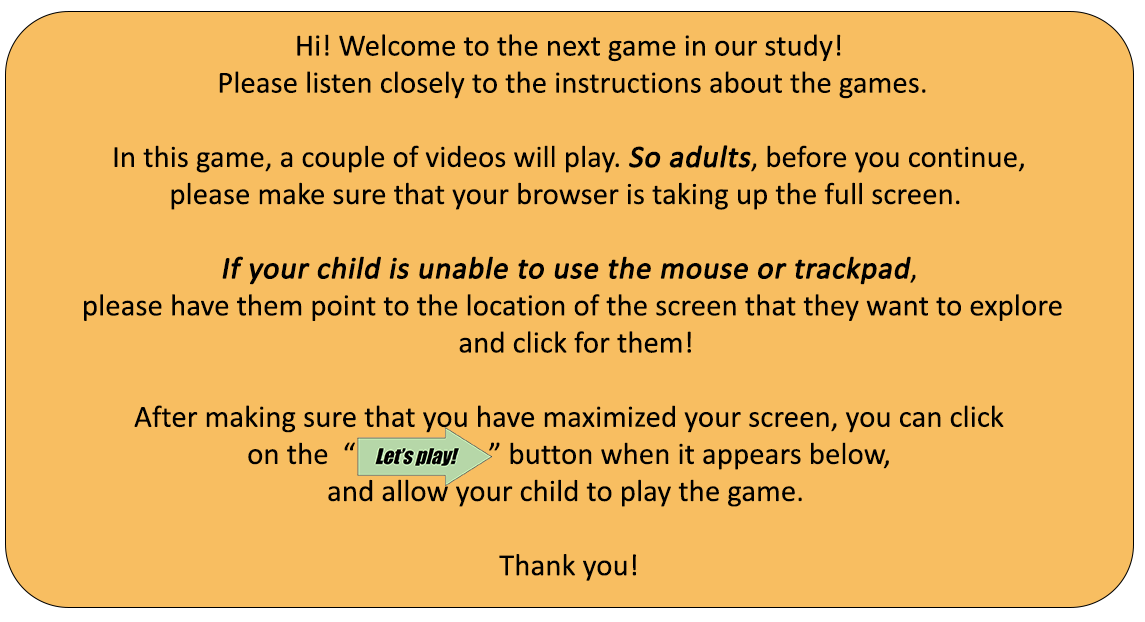 Hi! Welcome to the next game in our study!
Please listen closely to the instructions about the games.
In this game, a couple of videos will play. So adults, before you continue,
please make sure that your browser is taking up the full screen.
If your child is unable to use the mouse or trackpad,
please have them point to the location of the screen that they want to explore
and click for them!
After making sure that you have maximized your screen, you can click
on the “Let's play!” button when it appears below,
and allow your child to play the game.
Thank you!